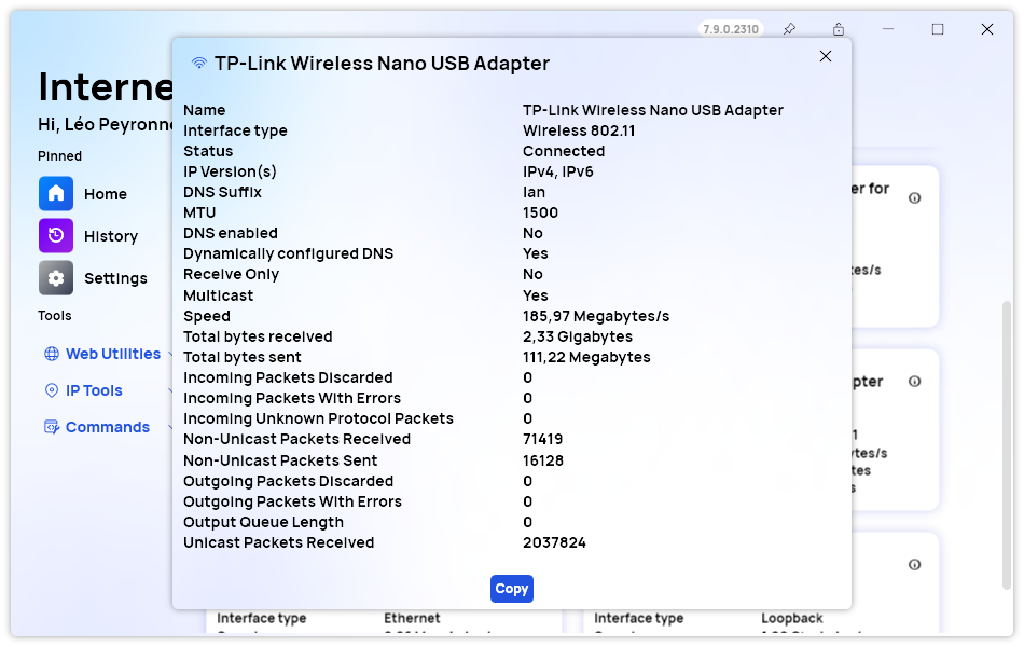 7.9.0.2310
Interne
Hi, Léo Peyronne
Pinned
Home
History
Settings
Tools
Web Utilities
IP Tools
Commands
TP-Link Wireless Nano USB Adapter
Name TP-Link Wireless Nano USB Adapter
Interface type Wireless 802.11
Status Connected
IP Version(s) IPv4, IPv6
DNS Suffix lan
MTU 1500
DNS enabled No
Dynamically configured DNS Yes
Receive Only No
Multicast Yes
Speed 185,97 Megabytes/s
Total bytes received 2,33 Gigabytes
Total bytes sent 111,22 Megabytes
Incoming Packets Discarded 0
Incoming Packets With Errors 0
Incoming Unknown Protocol Packets 0
Non-Unicast Packets Received 71419
Non-Unicast Packets Sent 16128
Outgoing Packets Discarded 0
Outgoing Packets With Errors 0
Output Queue Length 0
Unicast Packets Received 2037824
Copy
er for
tes/s
pter
1
ytes/s
tes
s
Interface type Ethernet
Interface type Loopback